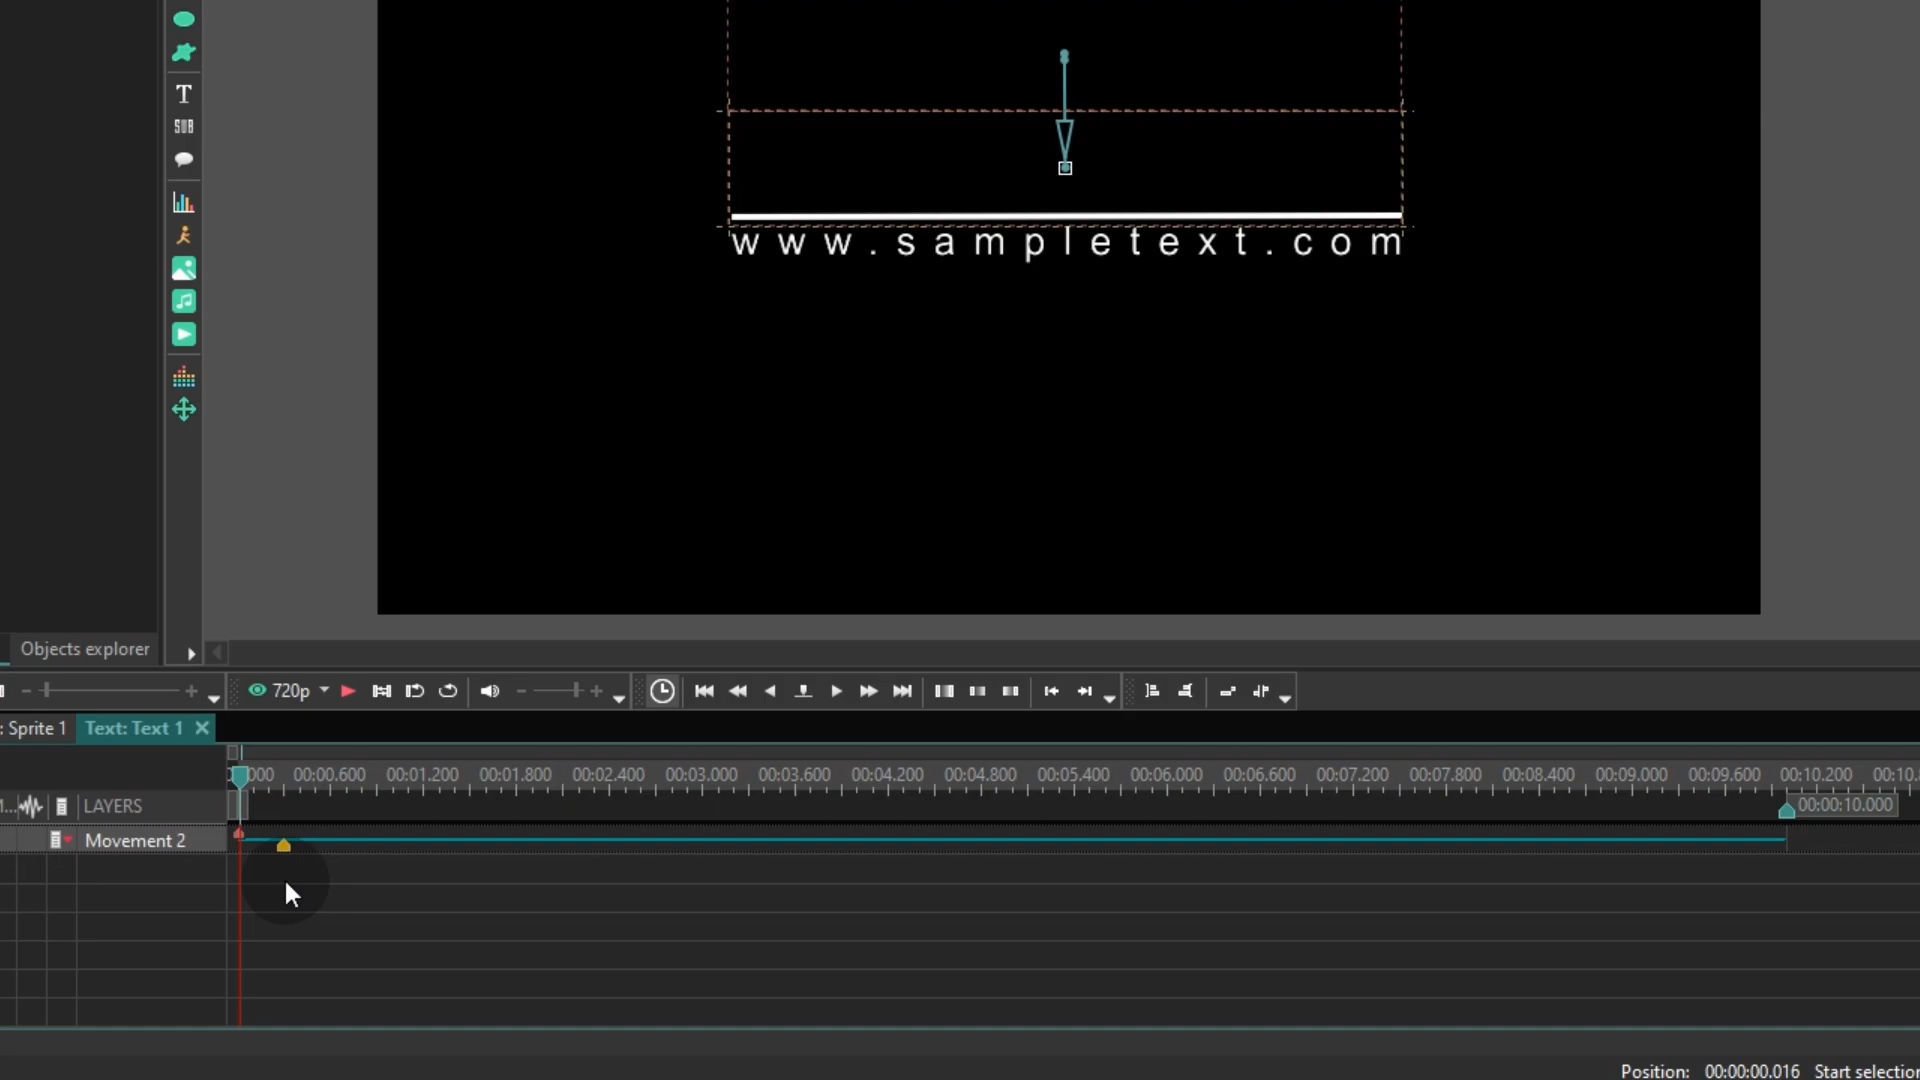 T
SUB
www.sampletext.com
Objects explorer
720p
: Sprite 1 Text: Text 1
000 00:00.600 00:01.200 00:01.800 00:02.400 00:03.000 00:03.600 00:04.200 00:04.800 00:05.400 00:06.000 00:06.600 00:07.200 00:07.800 00:08.400 00:09.000 00:09.600 00:10.200 00:10.8
LAYERS
00:00:10.000
Movement 2
Position: 00:00:00.016 Start selection